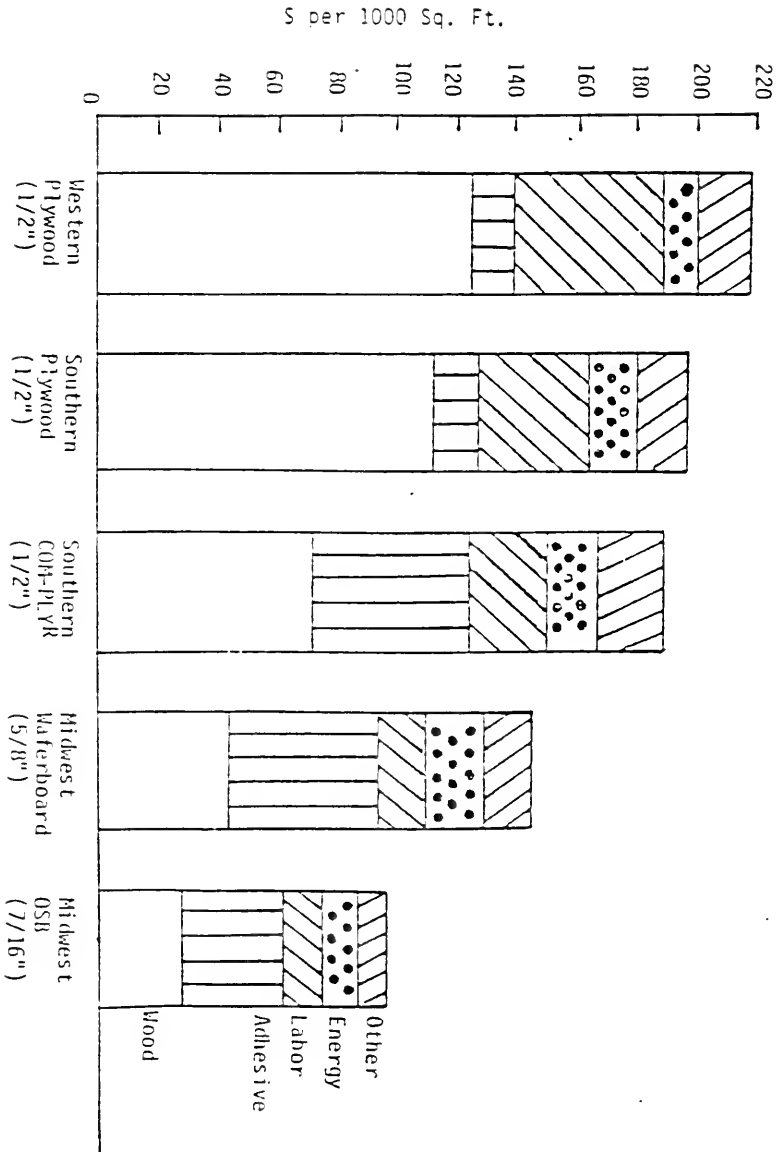 $ per 1000 Sq. Ft.
0
20
40
60
80
100
120
140
160
180
200
220
Western
Plywood
(1/2")
Southern
Plywood
(1/2")
Southern
COM-PLYR
(1/2")
Midwest
Waferboard
(5/8")
Midwest
OSB
(7/16")
Other
Energy
Labor
Adhesive
Wood